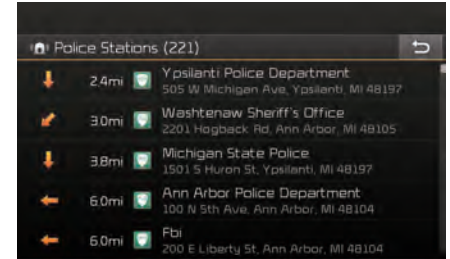 Police Stations (221)
2.4mi Ypsilanti Police Department
505 W Michigan Ave, Ypsilanti, MI 48197
3.0mi Washtenaw Sheriff's Office
2201 Hogback Rd, Ann Arbor, MI 48105
3.8mi Michigan State Police
1501 S Huron St, Ypsilanti, MI 48197
6.0mi Ann Arbor Police Department
100 N 5th Ave, Ann Arbor, MI 48104
6.0mi Fbi
200 E Liberty St, Ann Arbor, MI 48104